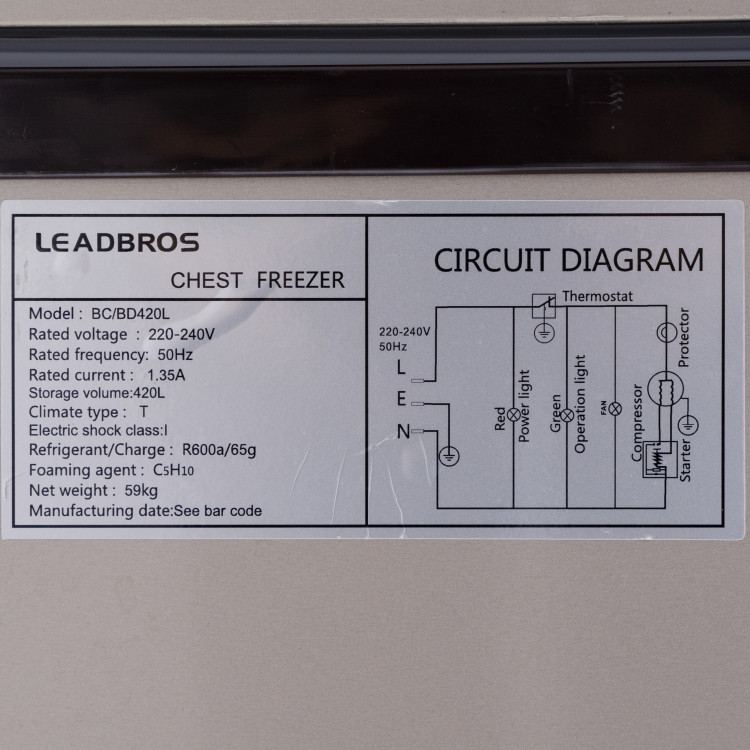 LEADBROS
CHEST FREEZER
Model : BC/BD420L
Rated voltage : 220-240V
Rated frequency: 50Hz
Rated current : 1.35A
Storage volume:420L
Climate type : T
Electric shock class:I
Refrigerant/Charge : R600a/65g
Foaming agent : C5H10
Net weight : 59kg
Manufacturing date:See bar code
CIRCUIT DIAGRAM
Thermostat
220-240V
50Hz
L
E
N
Red
Power light
Green
Operation light
FAN
Protector
Compressor
Starter